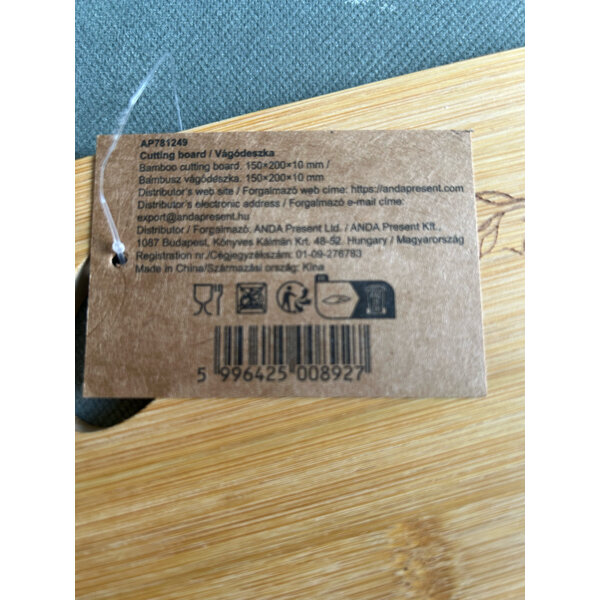 AP781249
Cutting board / Vágódeszka
Bamboo cutting board. 150×200×10 mm /
Bambusz vágódeszka. 150×200×10 mm
Distributor's web site / Forgalmazó web címe: https://andapresent.com
Distributor's electronic address / Forgalmazó e-mail címe:
export@andapresent.hu
Distributor / Forgalmazó: ANDA Present Ltd. / ANDA Present Kft.,
1087 Budapest, Könyves Kálmán Krt. 48-52. Hungary / Magyarország
Registration nr./Cégjegyzékszám: 01-09-276783
Made in China/Származási ország: Kína
5 996425 008927